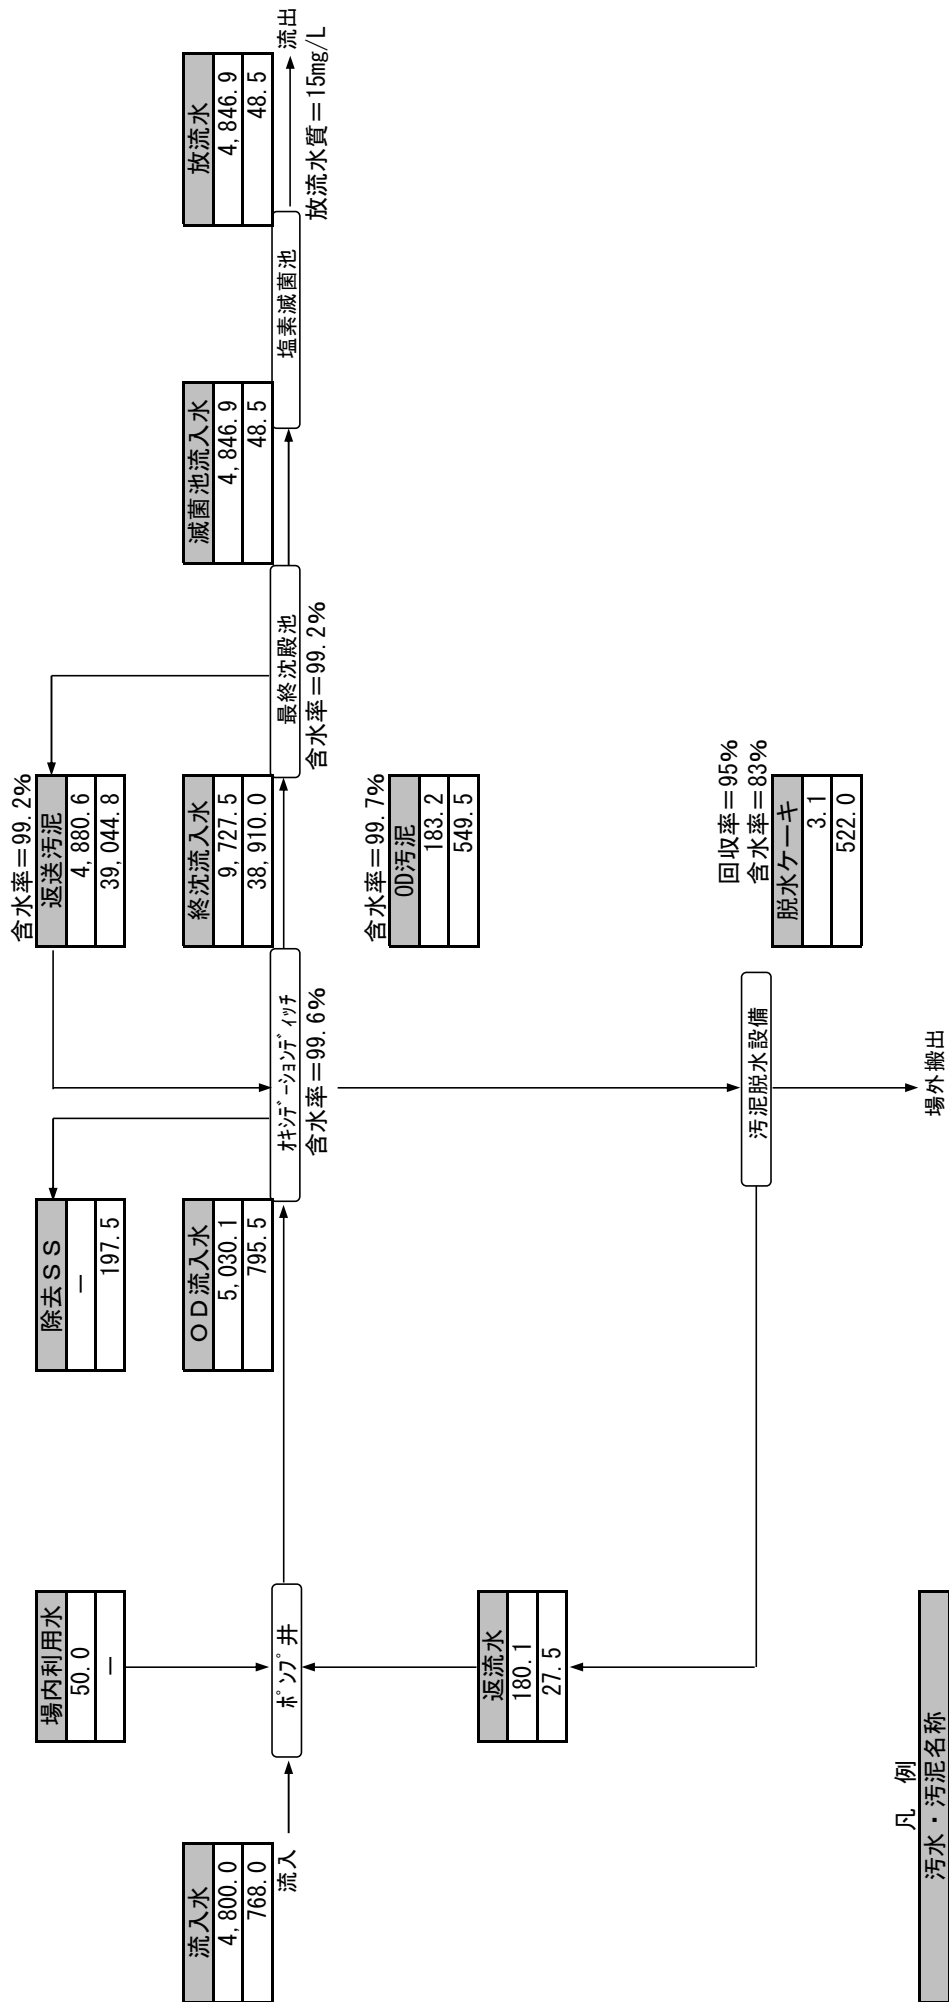 流入水
4,800.0
768.0
流入
場内利用水
50.0
－
ﾎﾟﾝﾌﾟ井
返流水
180.1
27.5
除去ＳＳ
－
197.5
ＯＤ流入水
5,030.1
795.5
ｵｷｼﾃﾞｰｼｮﾝﾃﾞｨｯﾁ
含水率＝99.6%
含水率＝99.2%
返送汚泥
4,880.6
39,044.8
終沈流入水
9,727.5
38,910.0
含水率＝99.7%
OD汚泥
183.2
549.5
最終沈殿池
含水率＝99.2%
滅菌池流入水
4,846.9
48.5
塩素滅菌池
放流水
4,846.9
48.5
流出
放流水質＝15mg/L
汚泥脱水設備
回収率＝95%
含水率＝83%
脱水ケーキ
3.1
522.0
場外搬出
凡　例
汚水・汚泥名称